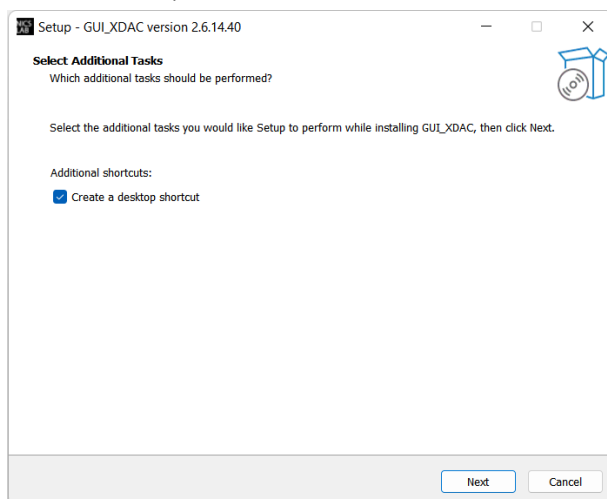 NICS
LAB
Setup - GUI_XDAC version 2.6.14.40
Select Additional Tasks
Which additional tasks should be performed?
Select the additional tasks you would like Setup to perform while installing GUI_XDAC, then click Next.
Additional shortcuts:
Create a desktop shortcut
Next
Cancel